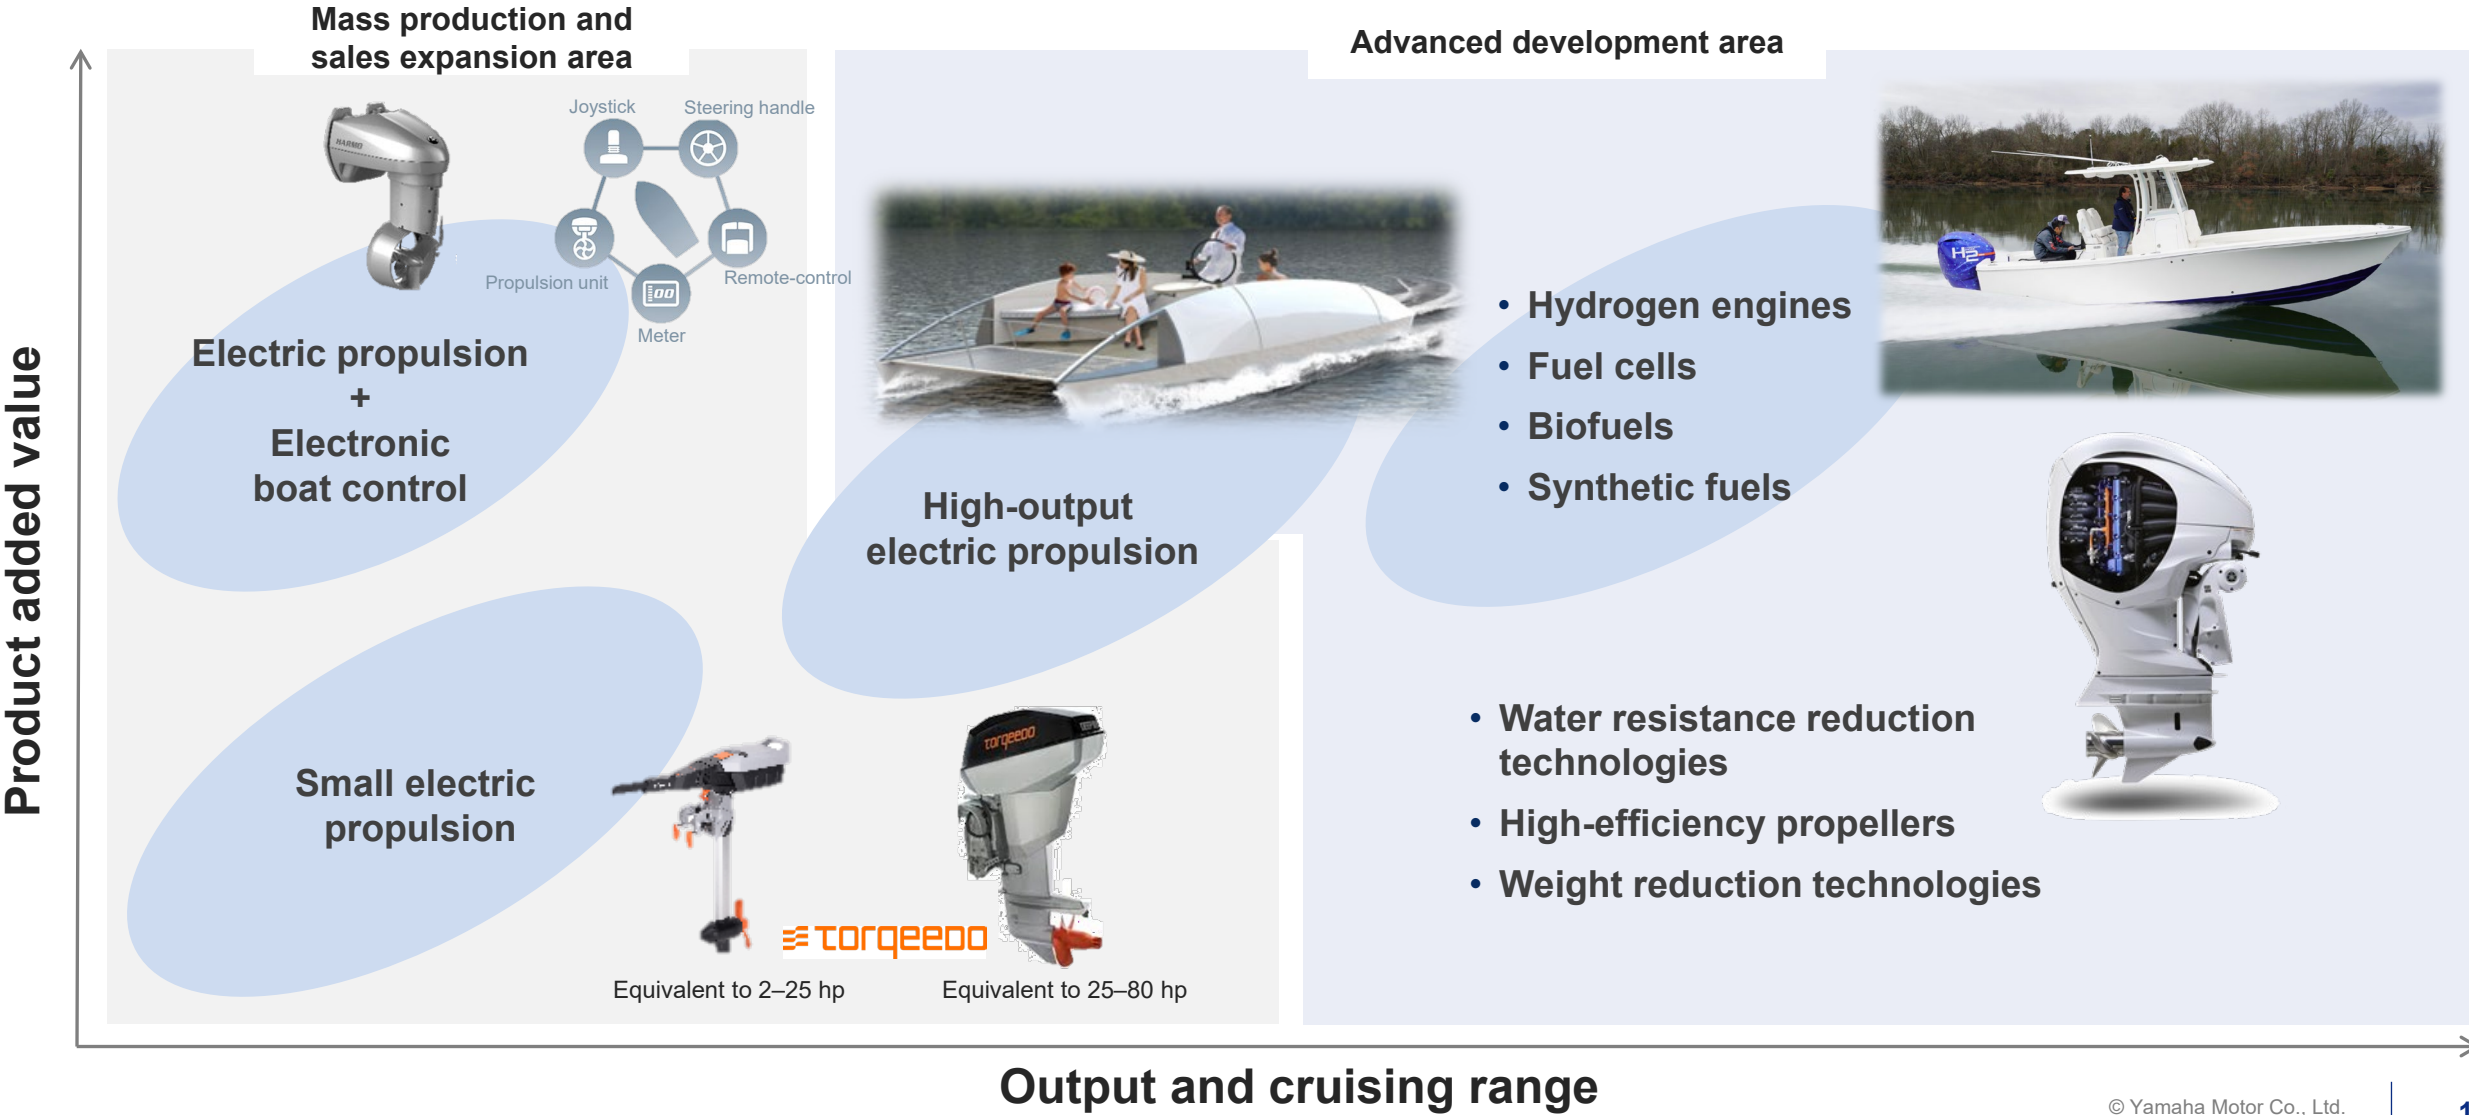 Mass production and
sales expansion area
Advanced development area
Product added value
HARMO
Joystick
Steering handle
Propulsion unit
Remote-control
Meter
Electric propulsion
+
Electronic
boat control
High-output
electric propulsion
• Hydrogen engines
• Fuel cells
• Biofuels
• Synthetic fuels
H2
Small electric
propulsion
torqeedo
torqeedo
Equivalent to 2–25 hp
Equivalent to 25–80 hp
• Water resistance reduction
technologies
• High-efficiency propellers
• Weight reduction technologies
Output and cruising range
© Yamaha Motor Co., Ltd.